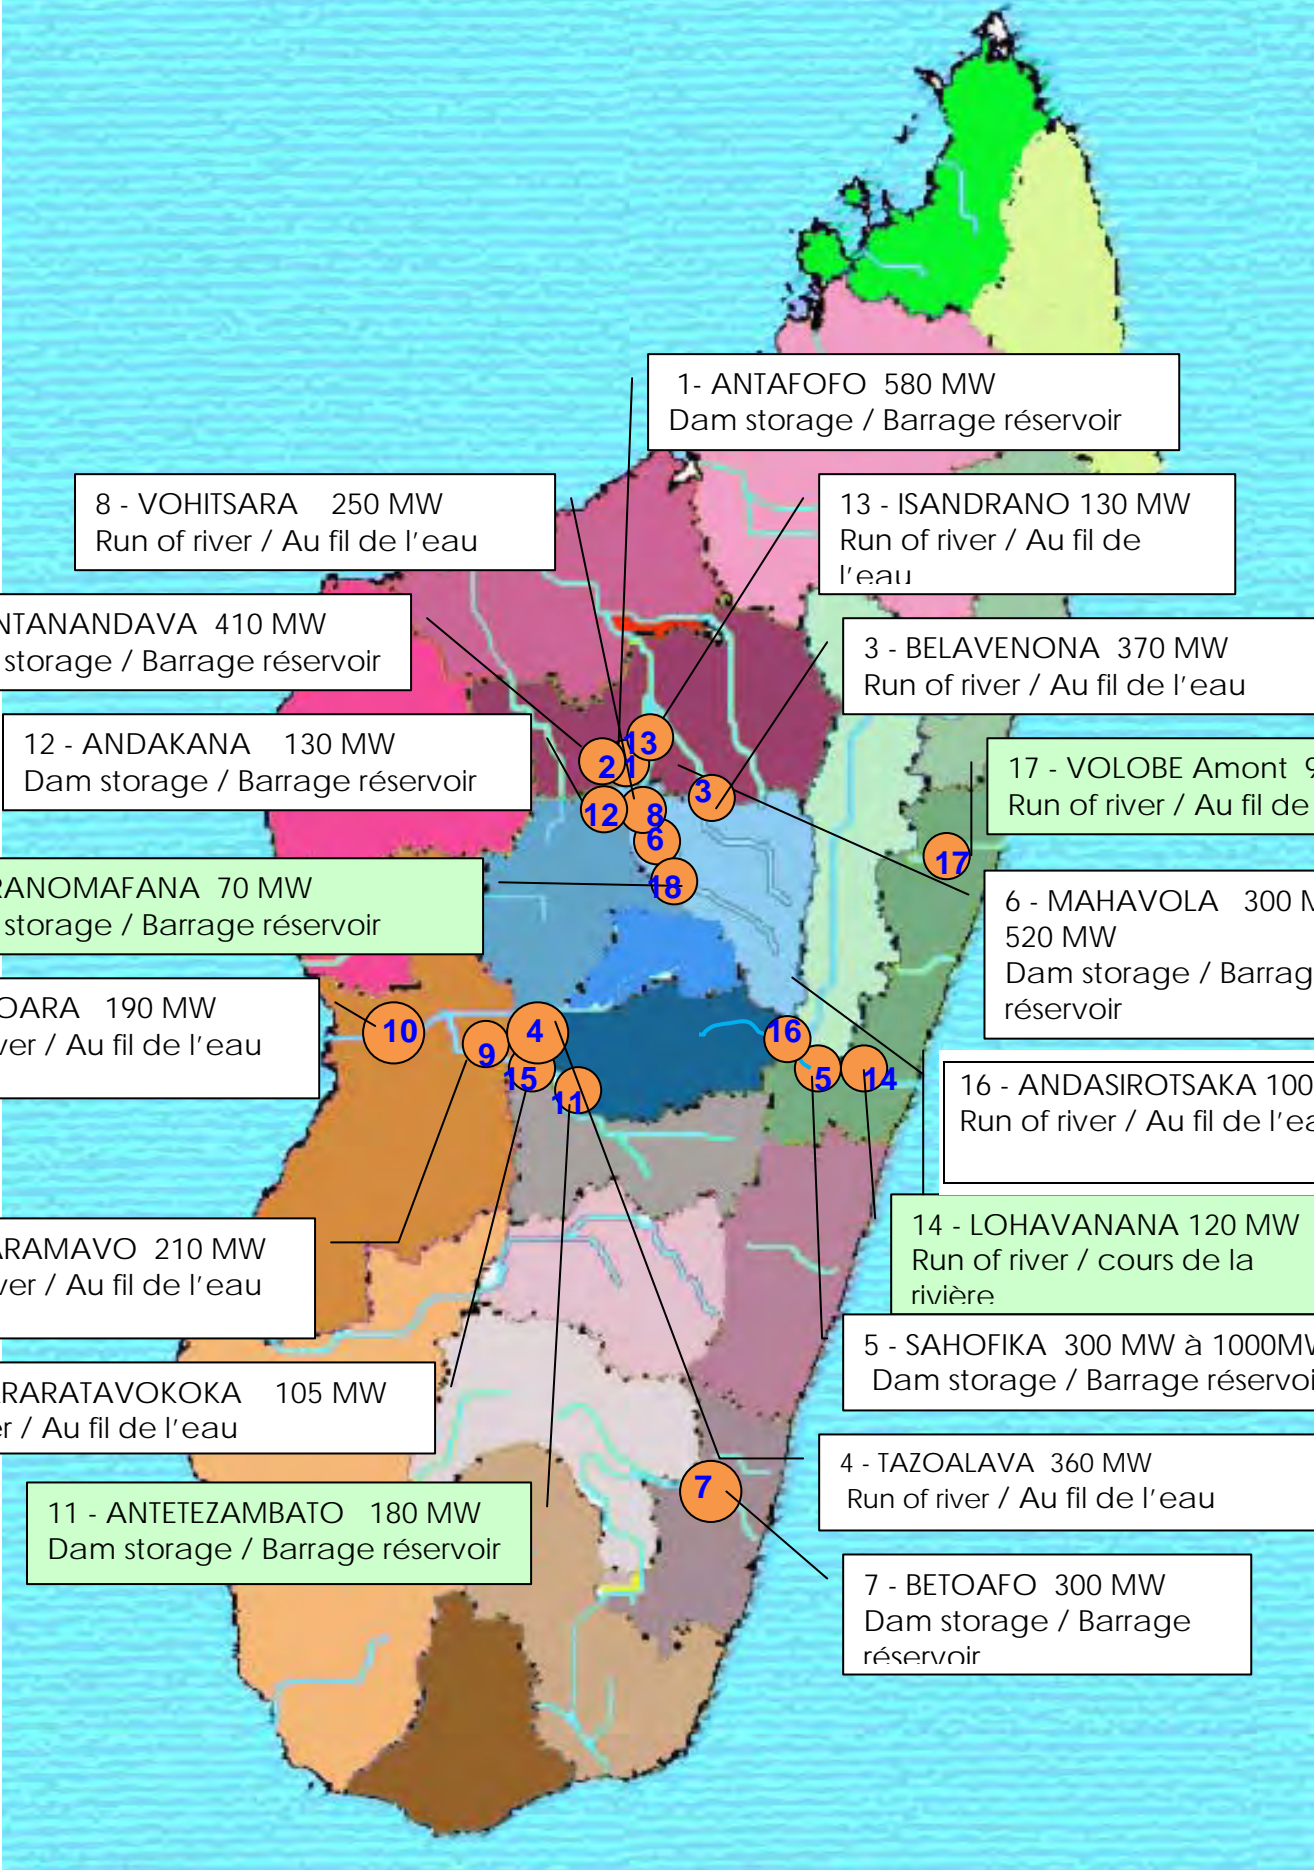 1- ANTAFOFO 580 MW
Dam storage / Barrage réservoir
8 - VOHITSARA 250 MW
Run of river / Au fil de l'eau
13 - ISANDRANO 130 MW
Run of river / Au fil de
l'eau
NTANANDAVA 410 MW
storage / Barrage réservoir
3 - BELAVENONA 370 MW
Run of river / Au fil de l'eau
12 - ANDAKANA 130 MW
Dam storage / Barrage réservoir
17 - VOLOBE Amont 9
Run of river / Au fil de
RANOMAFANA 70 MW
storage / Barrage réservoir
6 - MAHAVOLA 300 M
520 MW
Dam storage / Barrag
réservoir
OARA 190 MW
ver / Au fil de l'eau
16 - ANDASIROTSAKA 100
Run of river / Au fil de l'ea
14 - LOHAVANANA 120 MW
Run of river / cours de la
rivière
ARAMAVO 210 MW
ver / Au fil de l'eau
5 - SAHOFIKA 300 MW à 1000MW
Dam storage / Barrage réservoi
RARATAVOKOKA 105 MW
er / Au fil de l'eau
4 - TAZOALAVA 360 MW
Run of river / Au fil de l'eau
11 - ANTETEZAMBATO 180 MW
Dam storage / Barrage réservoir
7 - BETOAFO 300 MW
Dam storage / Barrage
réservoir
13
2
1
3
12
8
6
17
18
10
4
16
9
15
5
14
11
7